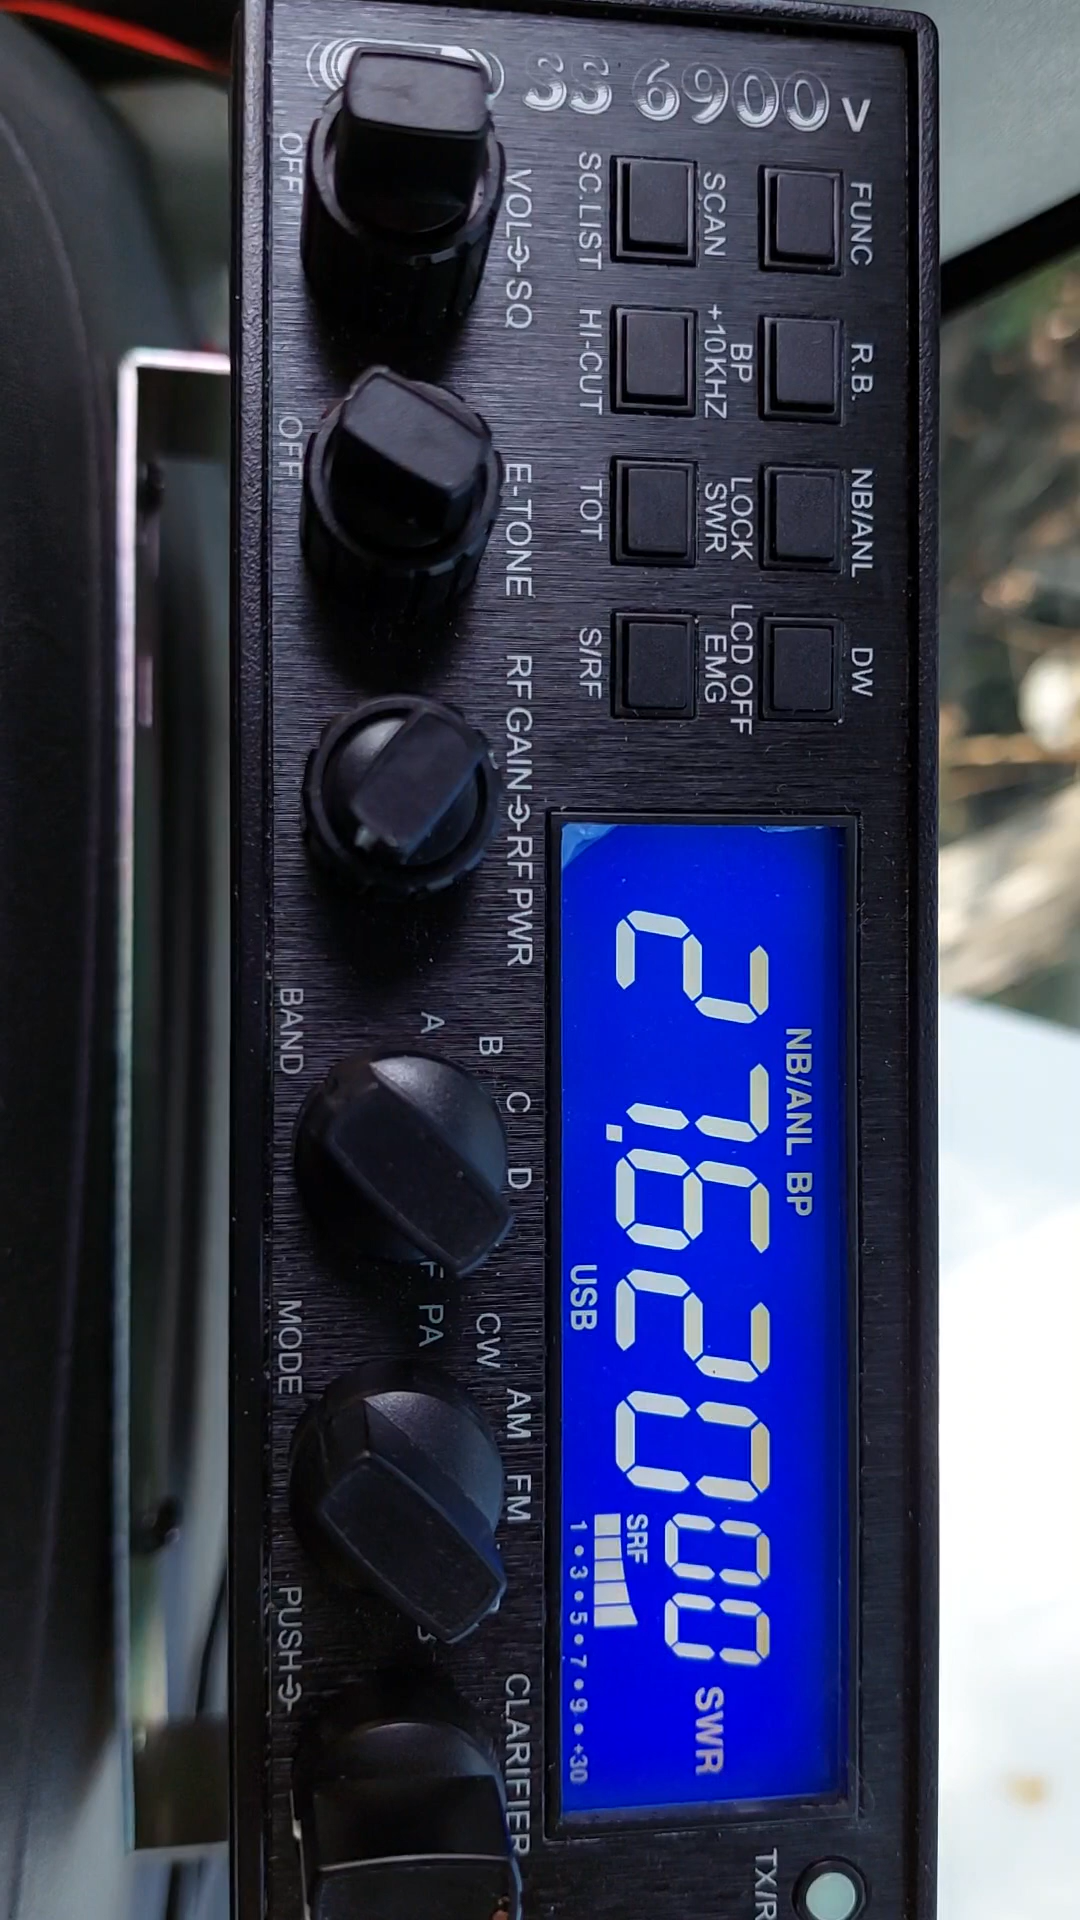 SS 6900 V
FUNC
R.B.
NB/ANL
DW
SCAN
BP
+10KHZ
LOCK
SWR
LCD OFF
EMG
SC.LIST
HI-CUT
TOT
S/RF
NB/ANL BP
27.62000
SWR
USB
SRF
1 • 3 • 5 • 7 • 9 • +30
TX/R
VOL SQ
OFF
E-TONE
OFF
RF GAIN RF PWR
A
B
C
D
F
BAND
PA
CW
AM
FM
MODE
CLARIFIER
PUSH